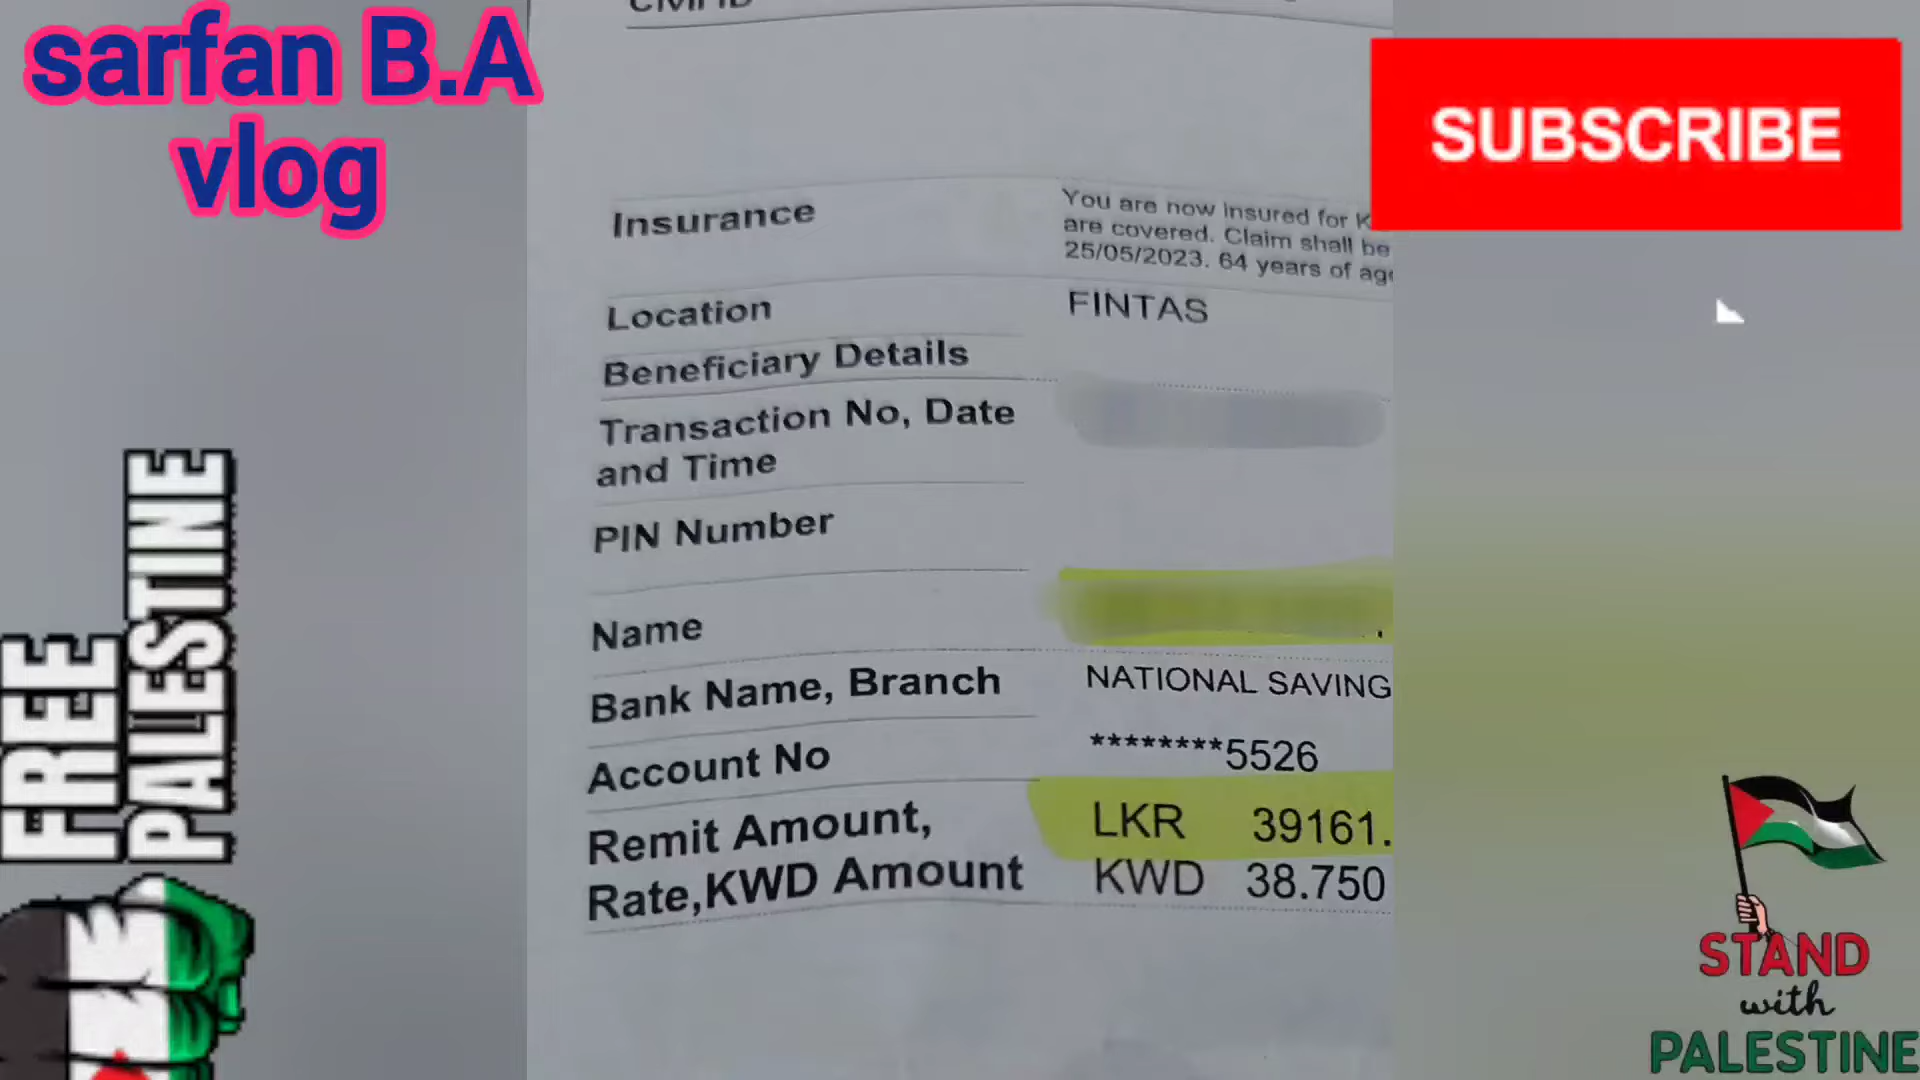 sarfan B.A
vlog
SUBSCRIBE
Insurance
You are now insured for K
are covered. Claim shall be
25/05/2023. 64 years of age
Location
FINTAS
Beneficiary Details
Transaction No, Date
and Time
PIN Number
Name
Bank Name, Branch
NATIONAL SAVING
Account No
********5526
Remit Amount,
LKR 39161.
Rate,KWD Amount
KWD 38.750
FREE
PALESTINE
STAND
with
PALESTINE